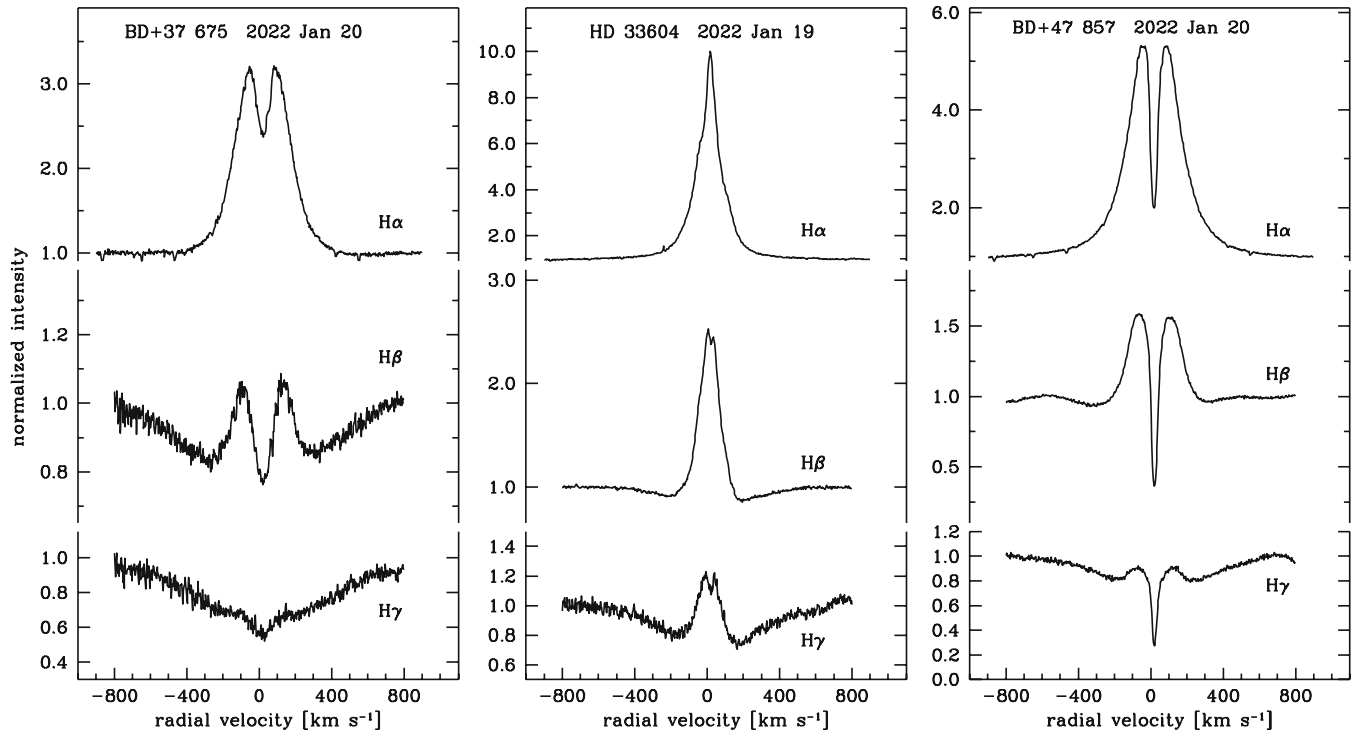 normalized intensity
BD+37 675 2022 Jan 20
3.0
2.0
1.0
Hα
1.2
1.0
0.8
Hβ
1.0
0.8
0.6
0.4
Hγ
−800 −400 0 400 800
radial velocity [km s⁻¹]
HD 33604 2022 Jan 19
10.0
8.0
6.0
4.0
2.0
Hα
3.0
2.0
1.0
Hβ
1.4
1.2
1.0
0.8
0.6
Hγ
−800 −400 0 400 800
radial velocity [km s⁻¹]
BD+47 857 2022 Jan 20
6.0
4.0
2.0
Hα
1.5
1.0
0.5
Hβ
1.2
1.0
0.8
0.6
0.4
0.2
0.0
Hγ
−800 −400 0 400 800
radial velocity [km s⁻¹]